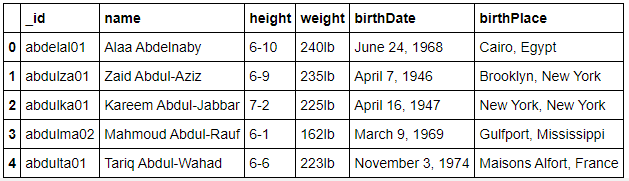 _id name height weight birthDate birthPlace
0 abdelal01 Alaa Abdelnaby 6-10 240lb June 24, 1968 Cairo, Egypt
1 abdulza01 Zaid Abdul-Aziz 6-9 235lb April 7, 1946 Brooklyn, New York
2 abdulka01 Kareem Abdul-Jabbar 7-2 225lb April 16, 1947 New York, New York
3 abdulma02 Mahmoud Abdul-Rauf 6-1 162lb March 9, 1969 Gulfport, Mississippi
4 abdulta01 Tariq Abdul-Wahad 6-6 223lb November 3, 1974 Maisons Alfort, France